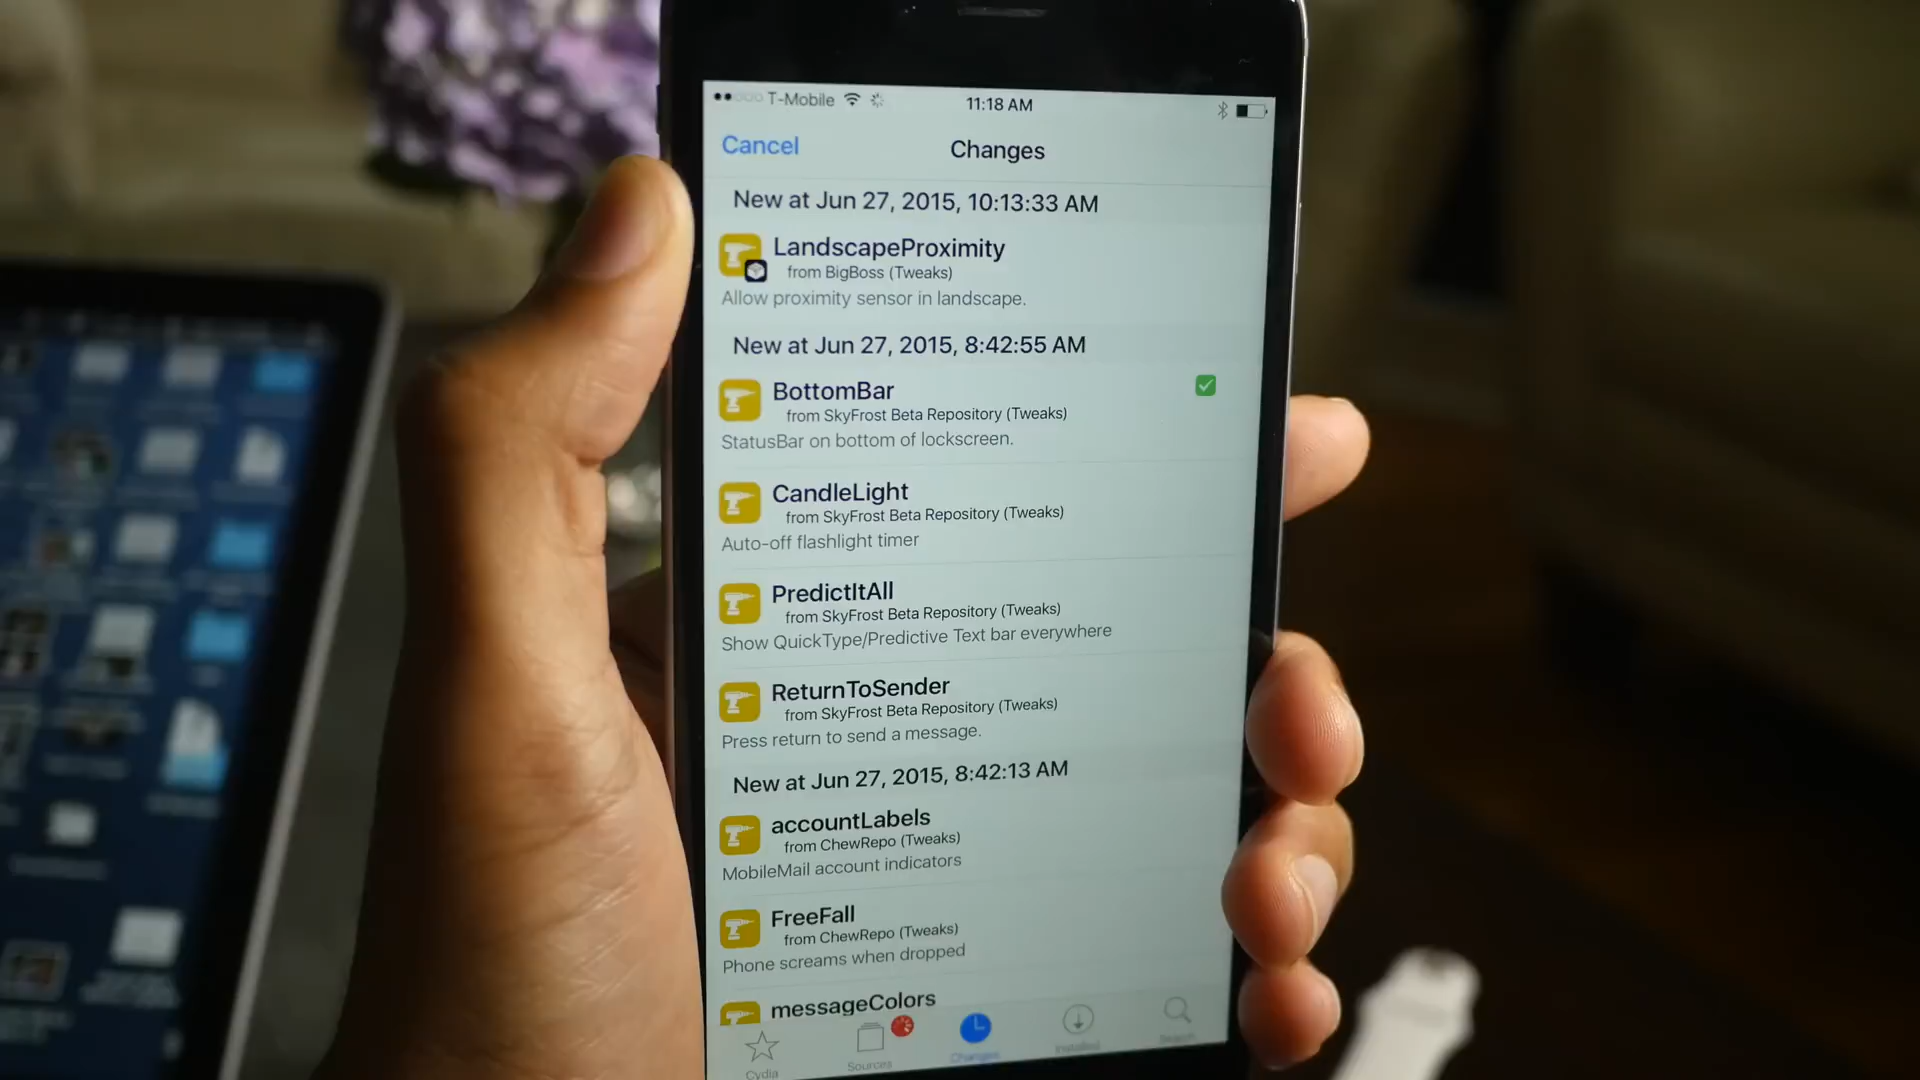 T-Mobile 11:18 AM
Cancel Changes
New at Jun 27, 2015, 10:13:33 AM
LandscapeProximity
from BigBoss (Tweaks)
Allow proximity sensor in landscape.
New at Jun 27, 2015, 8:42:55 AM
BottomBar
from SkyFrost Beta Repository (Tweaks)
StatusBar on bottom of lockscreen.
CandleLight
from SkyFrost Beta Repository (Tweaks)
Auto-off flashlight timer
PredictItAll
from SkyFrost Beta Repository (Tweaks)
Show QuickType/Predictive Text bar everywhere
ReturnToSender
from SkyFrost Beta Repository (Tweaks)
Press return to send a message.
New at Jun 27, 2015, 8:42:13 AM
accountLabels
from ChewRepo (Tweaks)
MobileMail account indicators
FreeFall
from ChewRepo (Tweaks)
Phone screams when dropped
messageColors
Cydia Sources Changes Installed Search